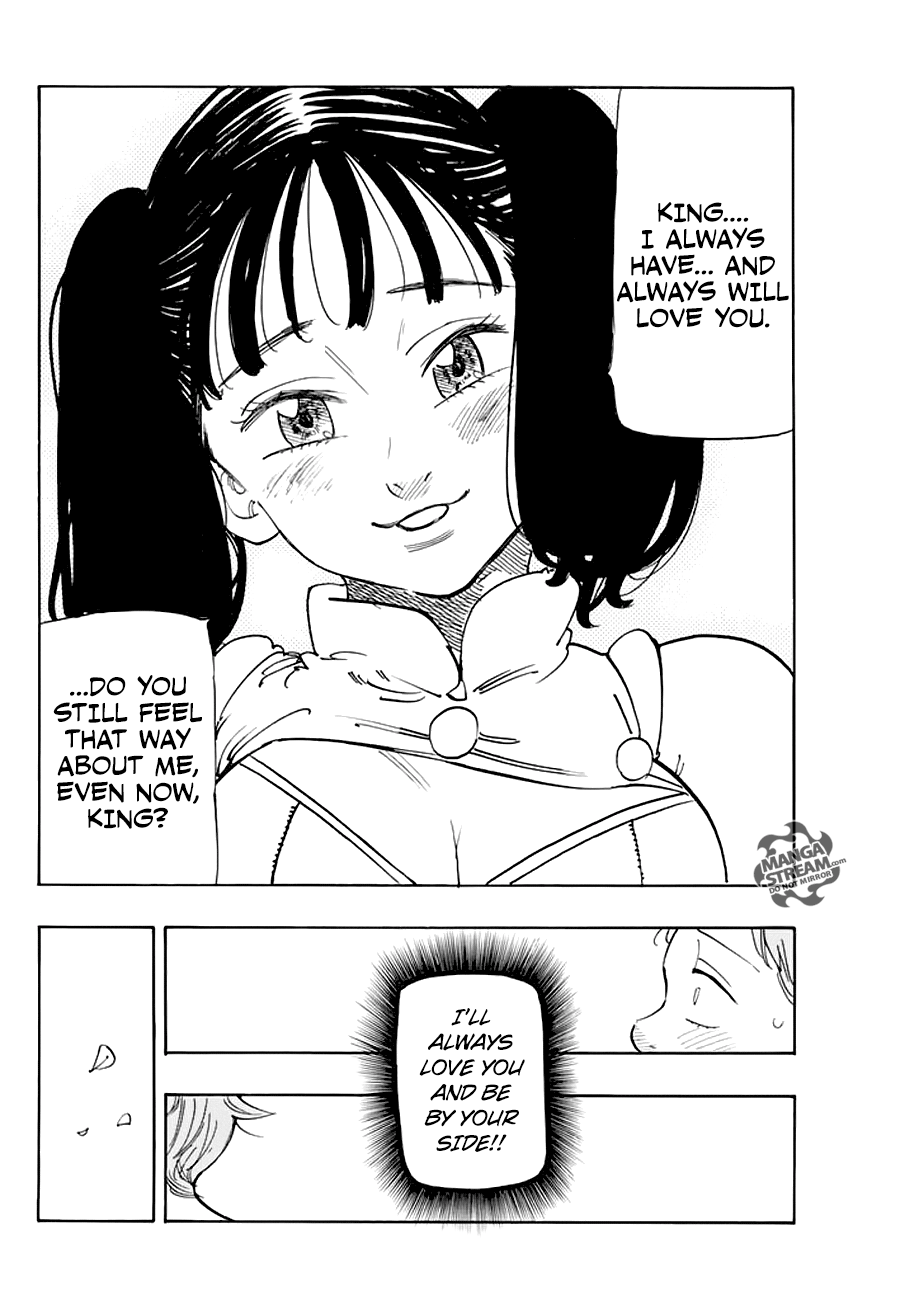 KING....
I ALWAYS
HAVE... AND
ALWAYS WILL
LOVE YOU.
...DO YOU
STILL FEEL
THAT WAY
ABOUT ME,
EVEN NOW,
KING?
MANGA
STREAM.com
DO NOT MIRROR
I'LL
ALWAYS
LOVE YOU
AND BE
BY YOUR
SIDE!!